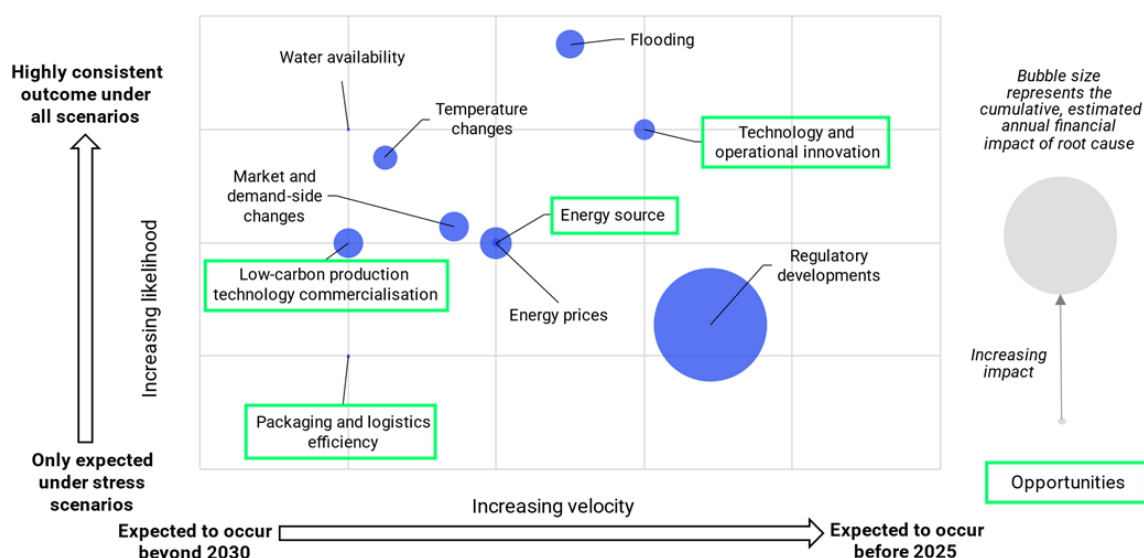 Highly consistent
outcome under
all scenarios
Increasing likelihood
Only expected
under stress
scenarios
Water availability
Flooding
Temperature
changes
Technology and
operational innovation
Market and
demand-side
changes
Energy source
Low-carbon production
technology commercialisation
Energy prices
Regulatory
developments
Packaging and logistics
efficiency
Increasing velocity
Expected to occur
beyond 2030
Expected to occur
before 2025
Bubble size
represents the
cumulative, estimated
annual financial
impact of root cause
Increasing
impact
Opportunities